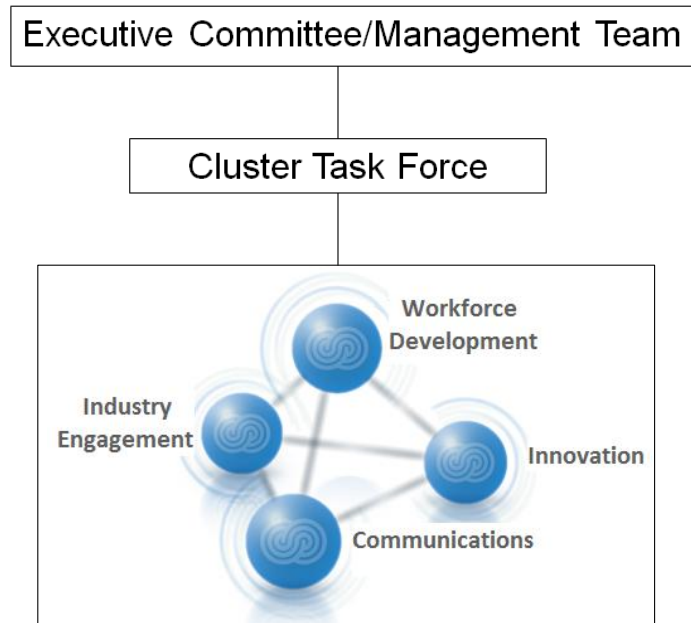 Executive Committee/Management Team
Cluster Task Force
Workforce
Development
Industry
Engagement
Innovation
Communications